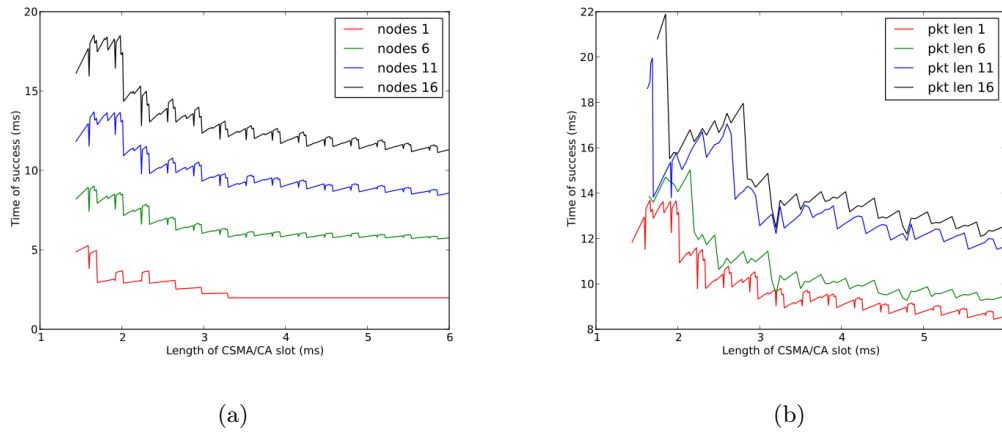 20
15
10
5
0
Time of success (ms)
nodes 1
nodes 6
nodes 11
nodes 16
1 2 3 4 5 6
Length of CSMA/CA slot (ms)
(a)
22
20
18
16
14
12
10
8
Time of success (ms)
pkt len 1
pkt len 6
pkt len 11
pkt len 16
1 2 3 4 5
Length of CSMA/CA slot (ms)
(b)